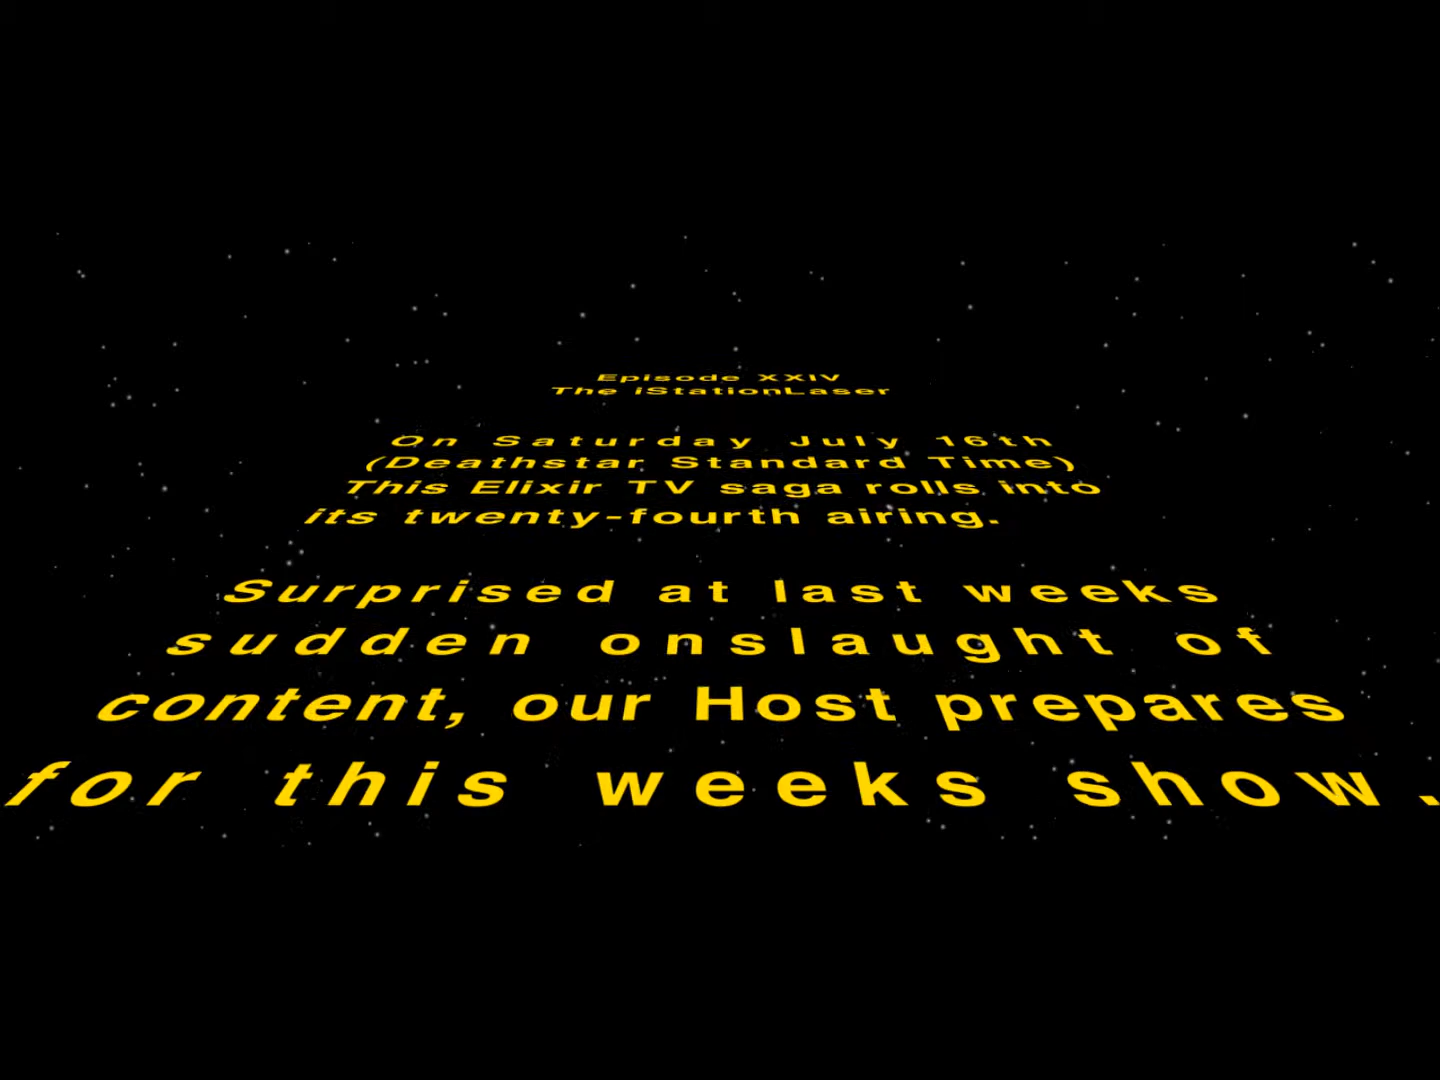 Episode XXIV
The iStationLaser
On Saturday July 16th
(Deathstar Standard Time)
This Elixir TV saga rolls into
its twenty-fourth airing.
Surprised at last weeks
sudden onslaught of
content, our Host prepares
for this weeks show.